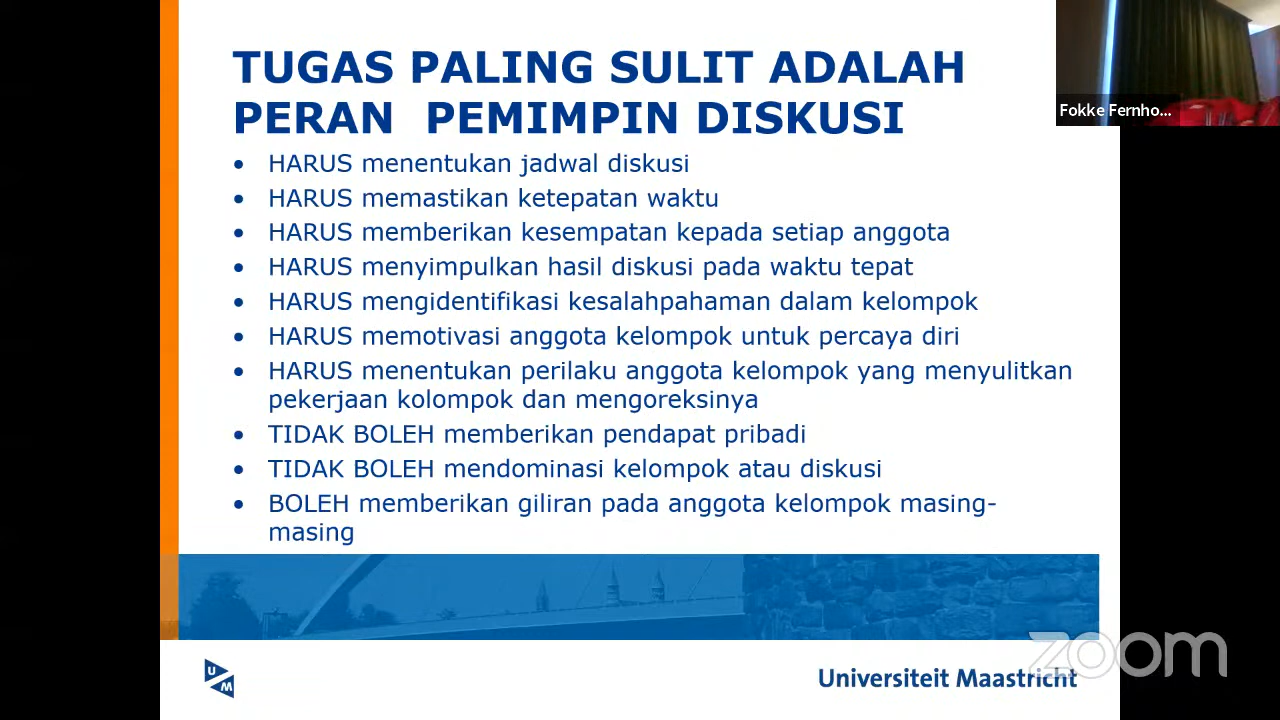 TUGAS PALING SULIT ADALAH
PERAN PEMIMPIN DISKUSI
Fokke Fernho...
• HARUS menentukan jadwal diskusi
• HARUS memastikan ketepatan waktu
• HARUS memberikan kesempatan kepada setiap anggota
• HARUS menyimpulkan hasil diskusi pada waktu tepat
• HARUS mengidentifikasi kesalahpahaman dalam kelompok
• HARUS memotivasi anggota kelompok untuk percaya diri
• HARUS menentukan perilaku anggota kelompok yang menyulitkan
pekerjaan kolompok dan mengoreksinya
• TIDAK BOLEH memberikan pendapat pribadi
• TIDAK BOLEH mendominasi kelompok atau diskusi
• BOLEH memberikan giliran pada anggota kelompok masing-
masing
U M
Universiteit Maastricht
zoom